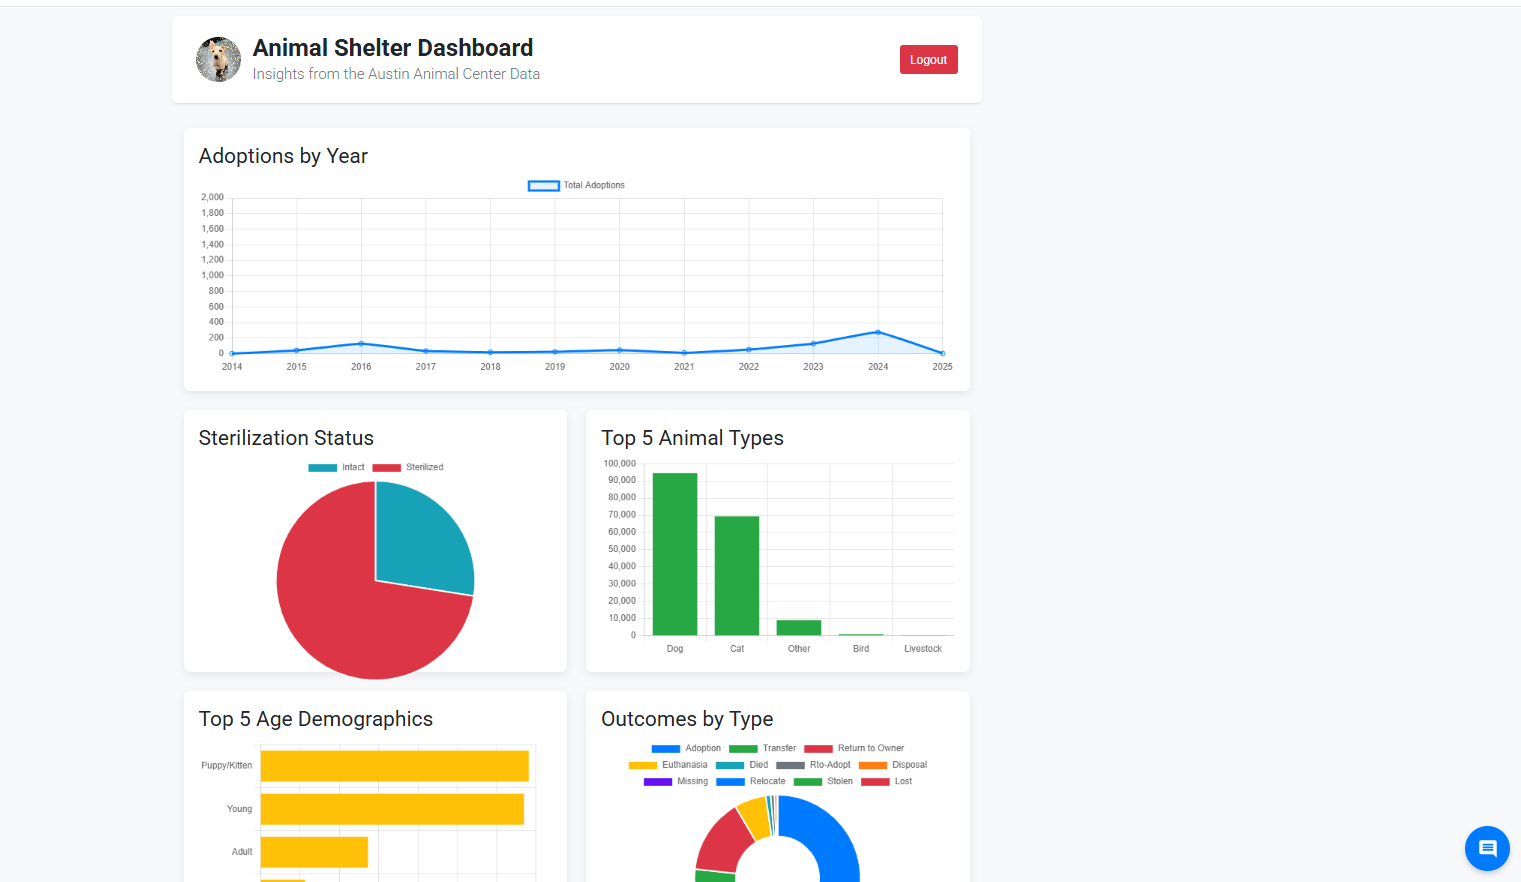 Animal Shelter Dashboard
Insights from the Austin Animal Center Data
Logout
Adoptions by Year
Total Adoptions
2,000
1,800
1,600
1,400
1,200
1,000
800
600
400
200
0
2014 2015 2016 2017 2018 2019 2020 2021 2022 2023 2024 2025
Sterilization Status
Intact Sterilized
Top 5 Animal Types
100,000
90,000
80,000
70,000
60,000
50,000
40,000
30,000
20,000
10,000
0
Dog Cat Other Bird Livestock
Top 5 Age Demographics
Puppy/Kitten
Young
Adult
Outcomes by Type
Adoption Transfer Return to Owner
Euthanasia Died Rto-Adopt Disposal
Missing Relocate Stolen Lost